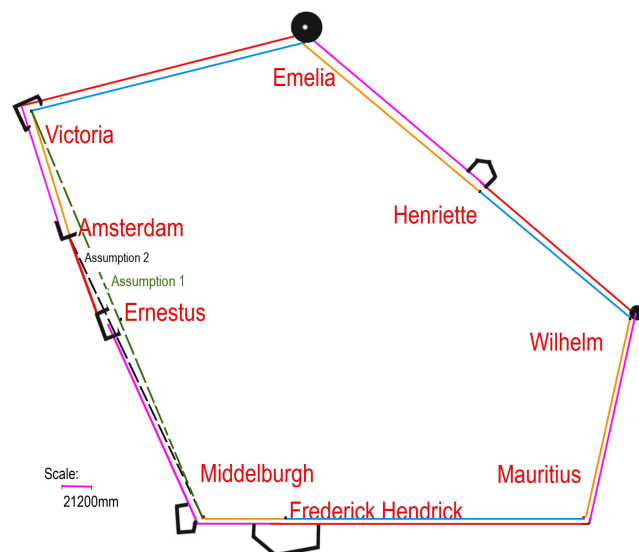 Emelia
Victoria
Henriette
Amsterdam
Assumption 2
Assumption 1
Ernestus
Wilhelm
Middelburgh
Mauritius
Scale:
21200mm
Frederick Hendrick